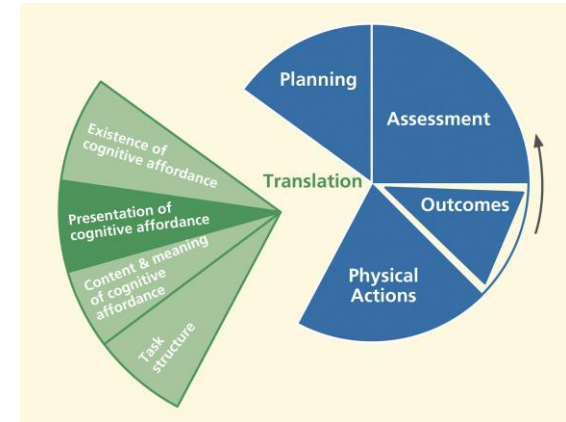 Planning
Assessment
Existence of
cognitive affordance
Translation
Presentation of
cognitive affordance
Outcomes
Content & meaning
of cognitive
affordance
Physical
Actions
Task
structure